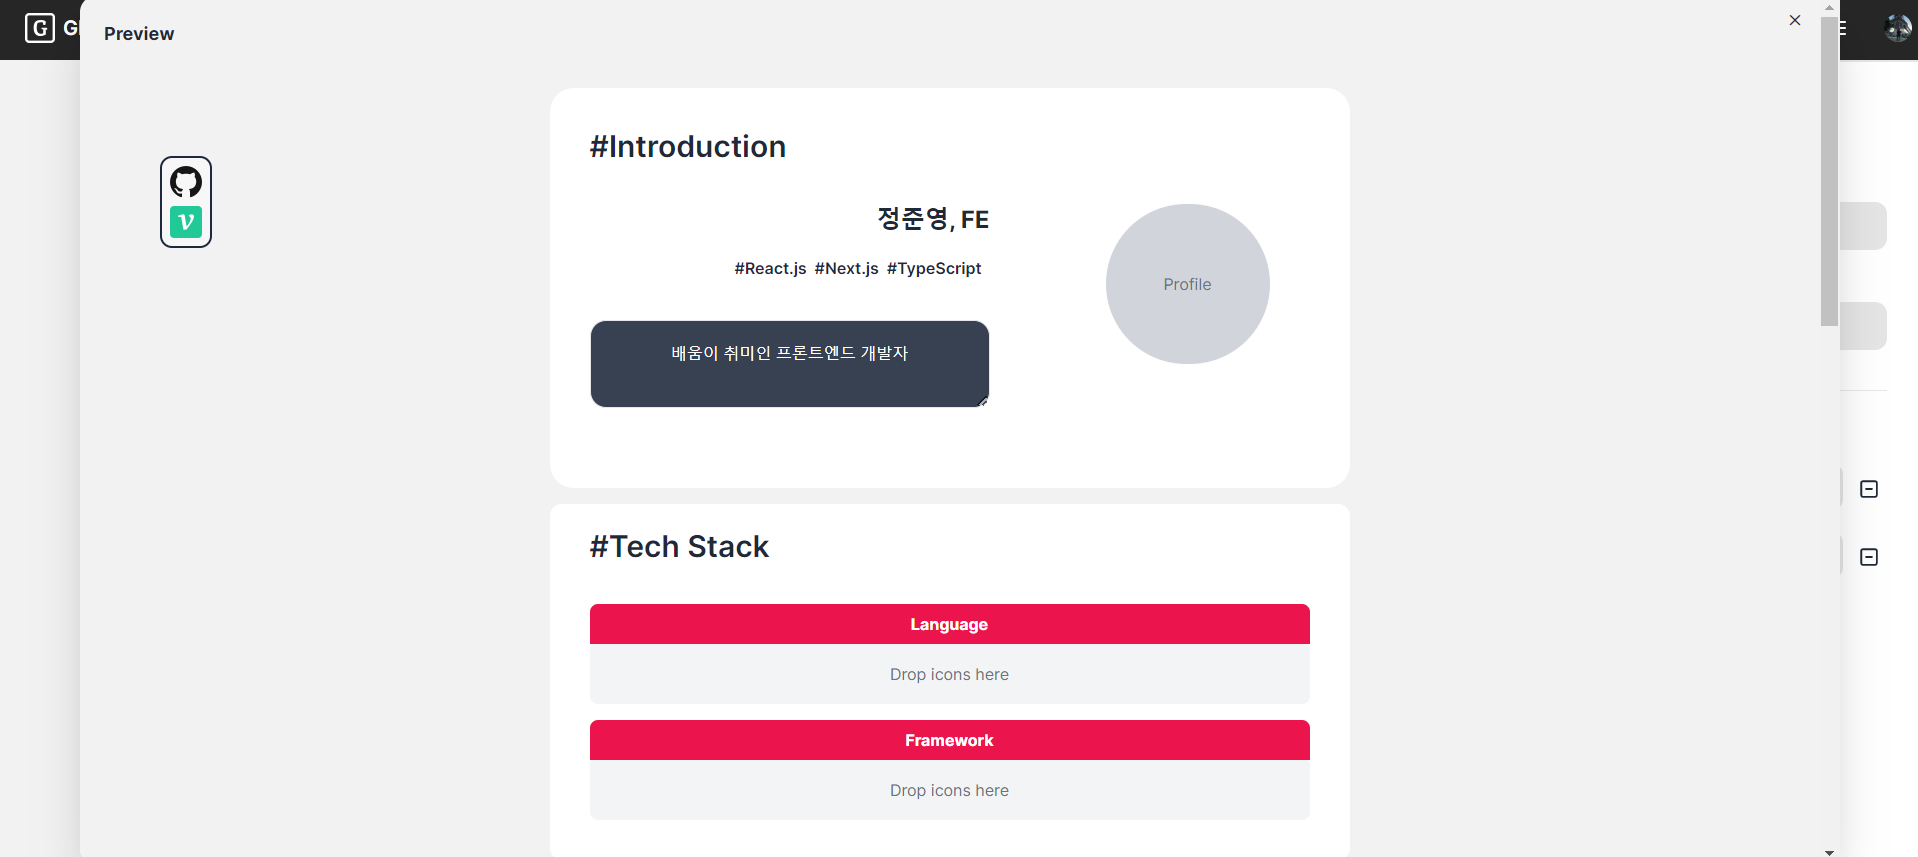 G
Preview
#Introduction
정준영, FE
#React.js #Next.js #TypeScript
Profile
배움이 취미인 프론트엔드 개발자
#Tech Stack
Language
Drop icons here
Framework
Drop icons here